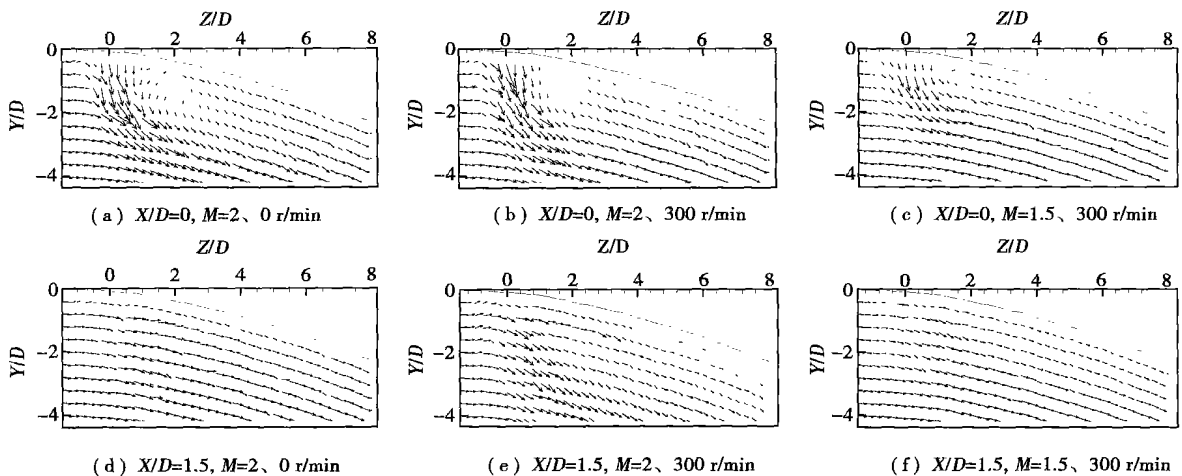 Z/D Z/D Z/D
0 2 4 6 8 0 2 4 6 8 0 2 4 6 8
0 0 0
Y/D Y/D Y/D
−2 −2 −2
−4 −4 −4
(a) X/D=0, M=2、0 r/min (b) X/D=0, M=2、300 r/min (c) X/D=0, M=1.5、300 r/min
Z/D Z/D Z/D
0 2 4 6 8 0 2 4 6 8 0 2 4 6 8
0 0 0
Y/D Y/D Y/D
−2 −2 −2
−4 −4 −4
(d) X/D=1.5, M=2、0 r/min (e) X/D=1.5, M=2、300 r/min (f) X/D=1.5, M=1.5、300 r/min